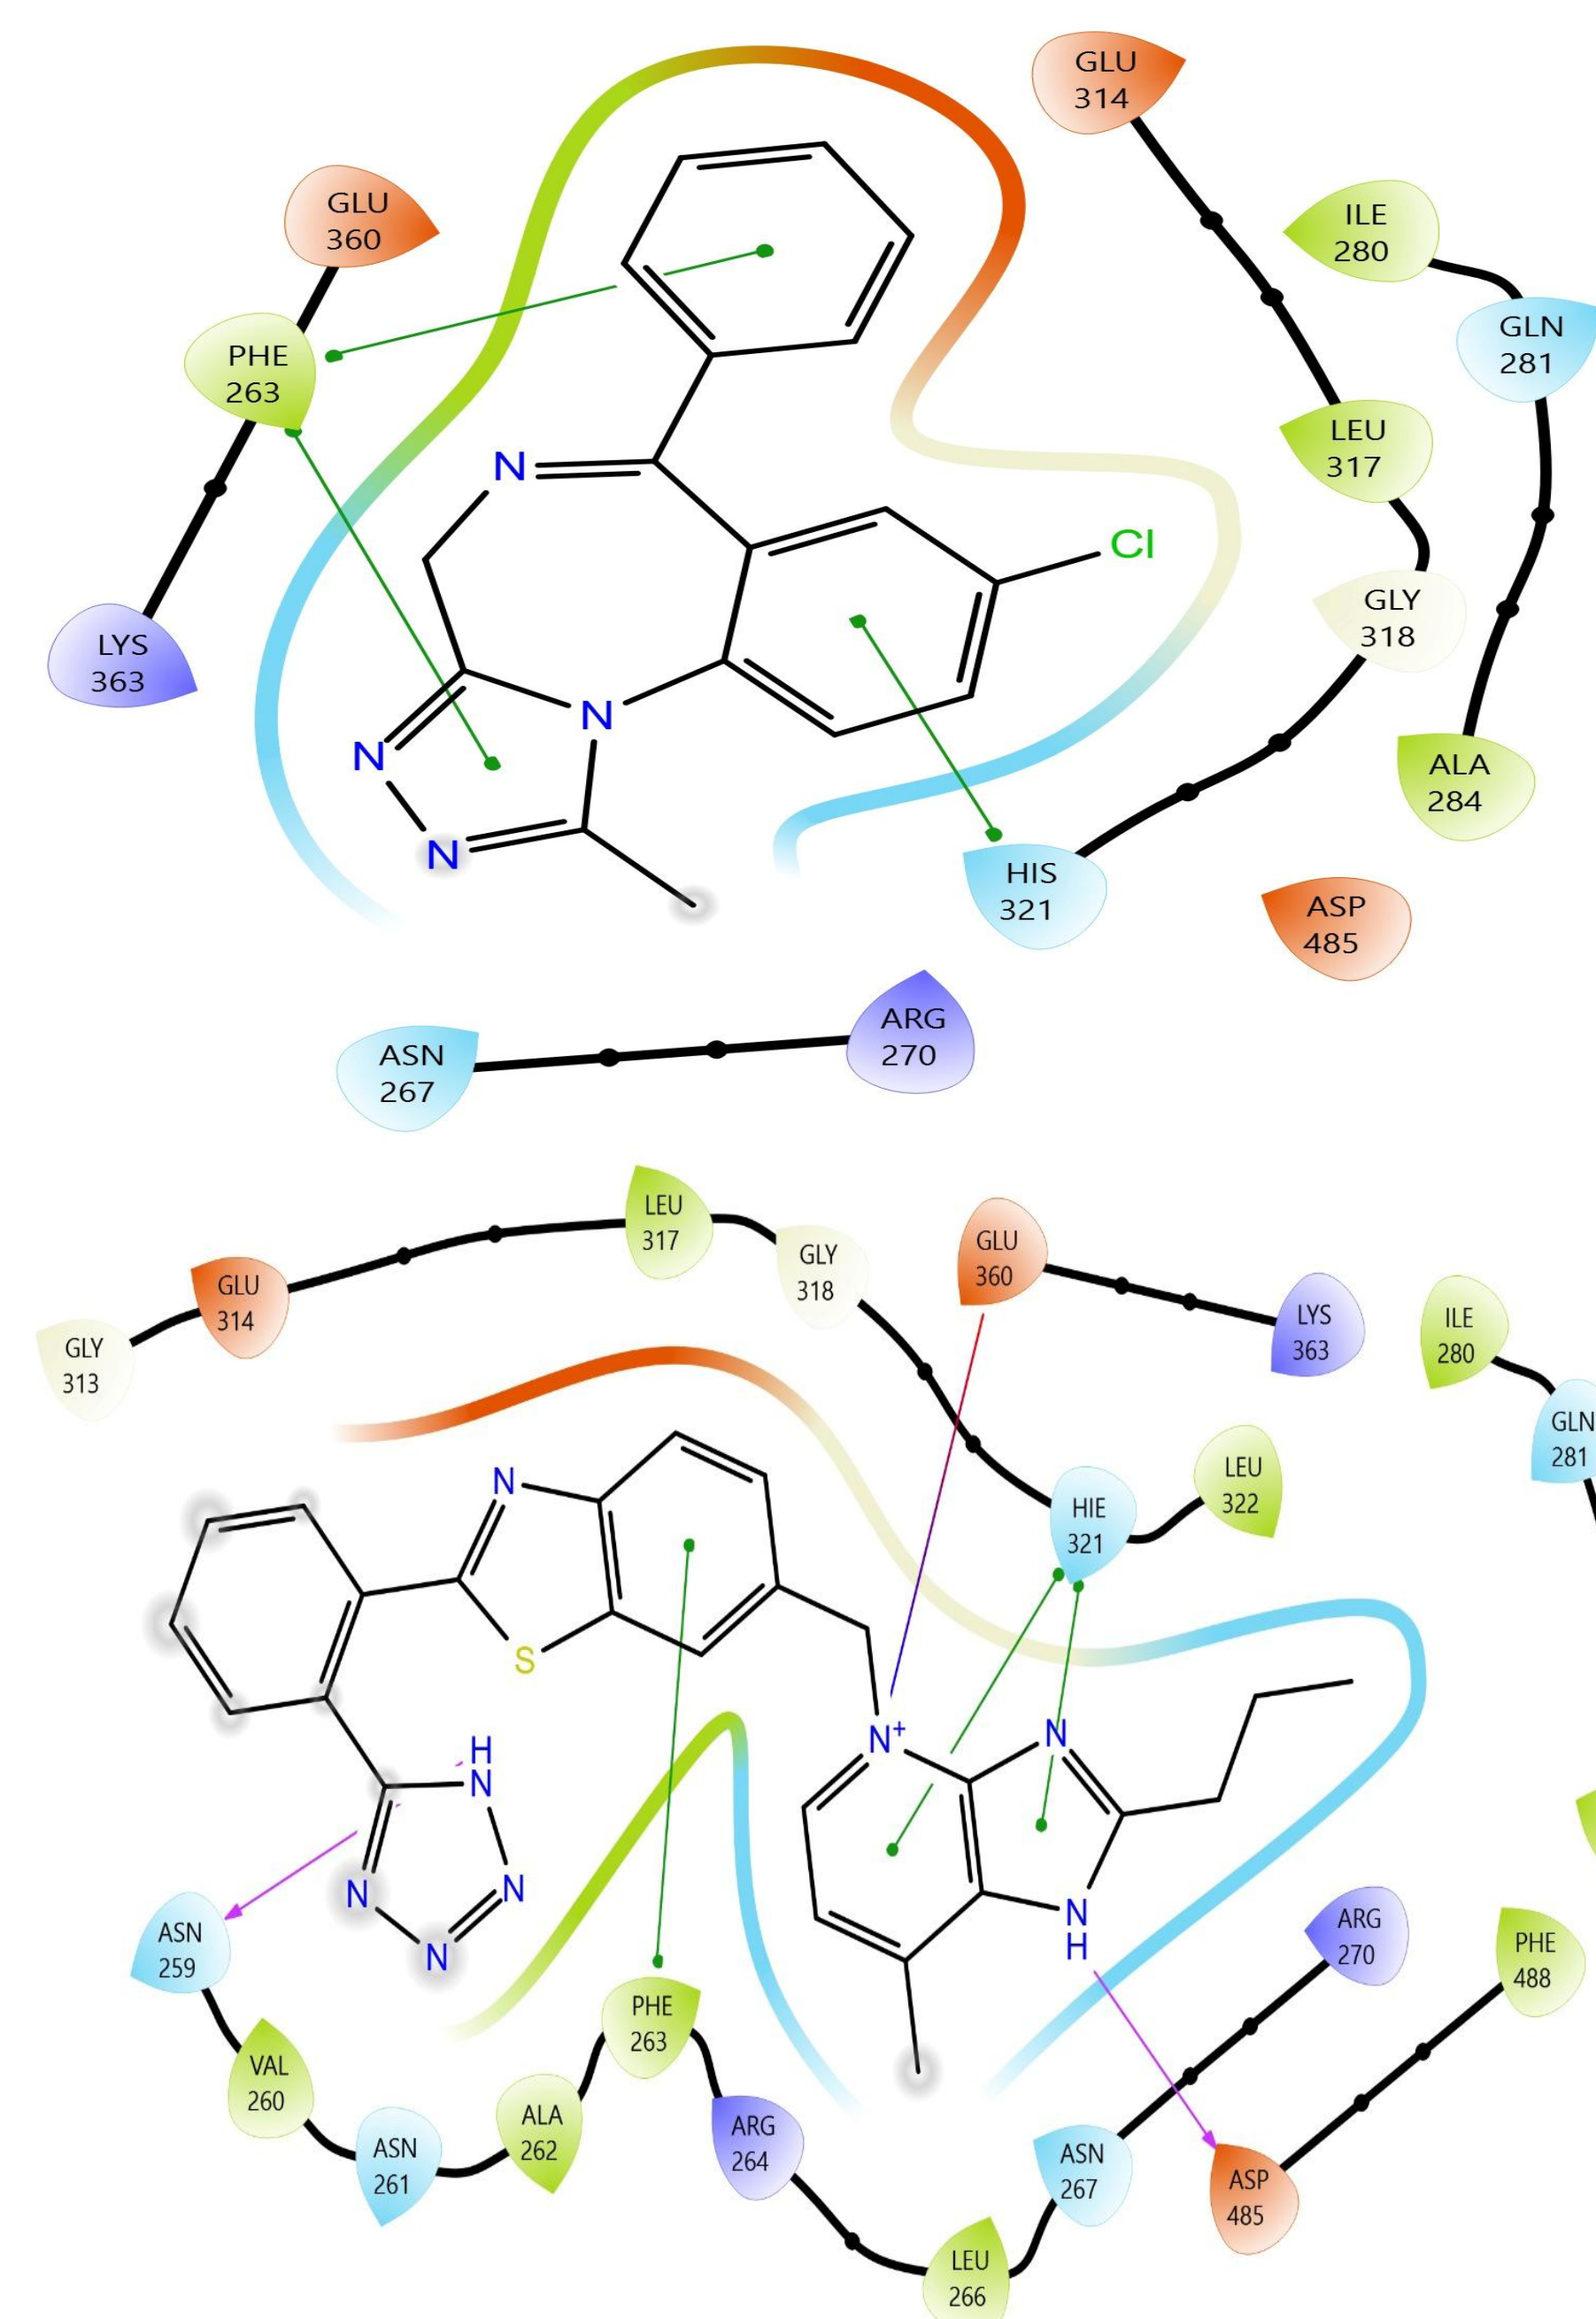 GLU
314
GLU
360
ILE
280
GLN
281
PHE
263
LEU
317
N
Cl
GLY
318
LYS
363
N
N
N
ALA
284
HIS
321
ASP
485
ARG
270
ASN
267
LEU
317
GLY
318
GLU
360
GLU
314
GLY
313
LYS
363
ILE
280
GLN
281
LEU
322
HIE
321
N
S
N+
N
H
N
N
N
N
N
H
ASN
259
ARG
270
PHE
488
PHE
263
VAL
260
ASN
261
ALA
262
ARG
264
ASN
267
ASP
485
LEU
266